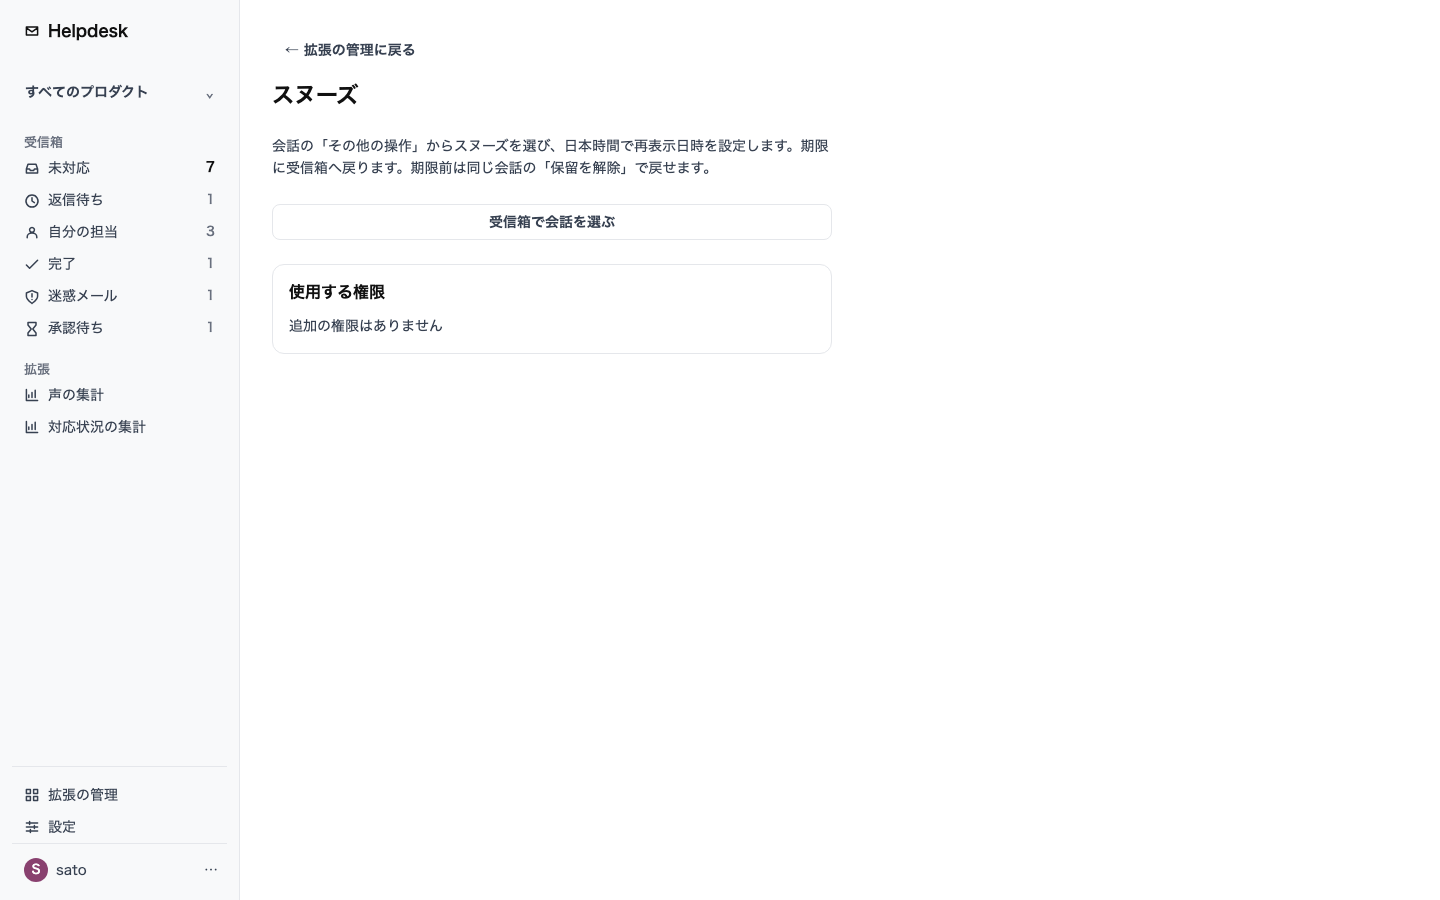 Helpdesk
すべてのプロダクト
受信箱
未対応 7
返信待ち 1
自分の担当 3
完了 1
迷惑メール 1
承認待ち 1
拡張
声の集計
対応状況の集計
拡張の管理
設定
S sato ...
← 拡張の管理に戻る
スヌーズ
会話の「その他の操作」からスヌーズを選び、日本時間で再表示日時を設定します。期限
に受信箱へ戻ります。期限前は同じ会話の「保留を解除」で戻せます。
受信箱で会話を選ぶ
使用する権限
追加の権限はありません